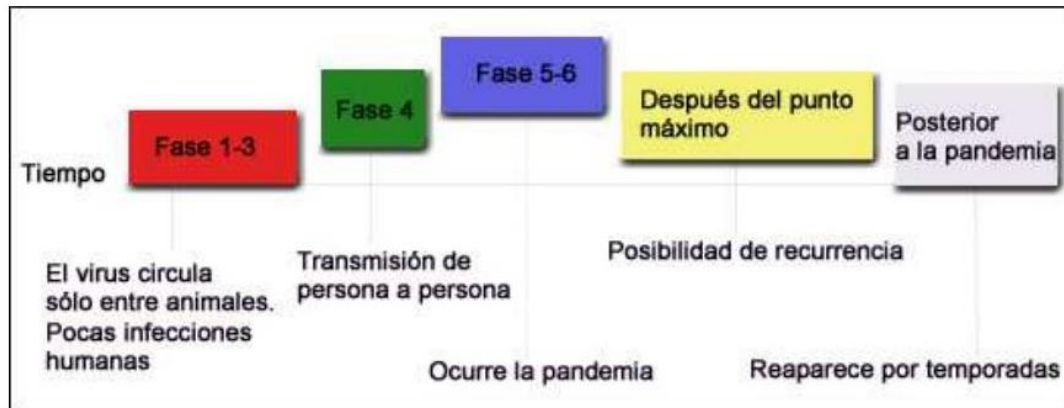 Fase 5-6
Fase 1-3
Fase 4
Después del punto
máximo
Posterior
a la pandemia
Tiempo
El virus circula
sólo entre animales.
Pocas infecciones
humanas
Transmisión de
persona a persona
Ocurre la pandemia
Posibilidad de recurrencia
Reaparece por temporadas